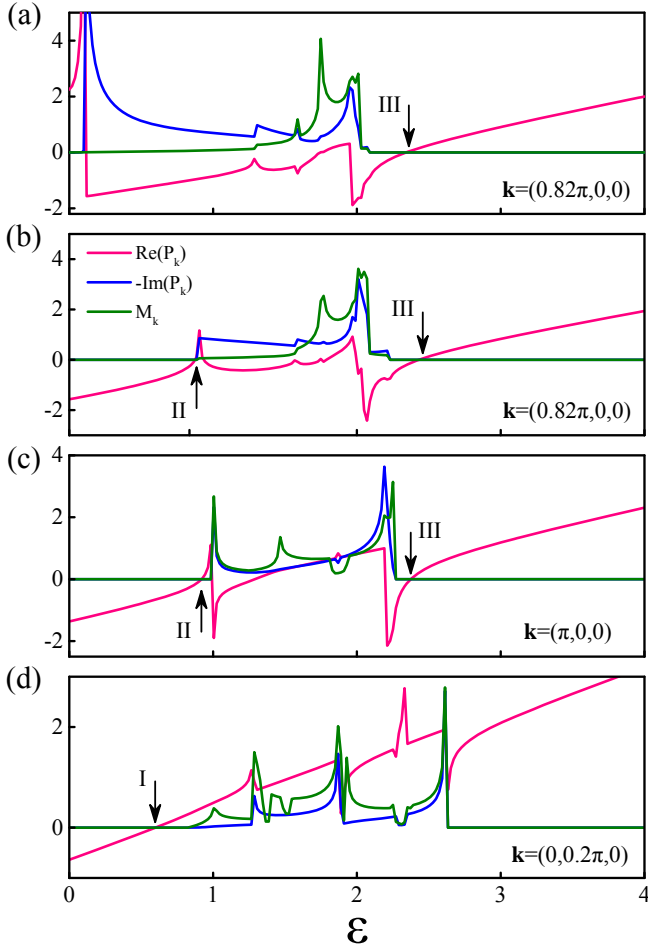 (a)
4
2
0
-2
III
k=(0.82π,0,0)
(b)
4
2
0
-2
Re(P_k)
-Im(P_k)
M_k
II
III
k=(0.82π,0,0)
(c)
4
2
0
-2
II
III
k=(π,0,0)
(d)
2
0
I
k=(0,0.2π,0)
0 1 2 3 4
ε